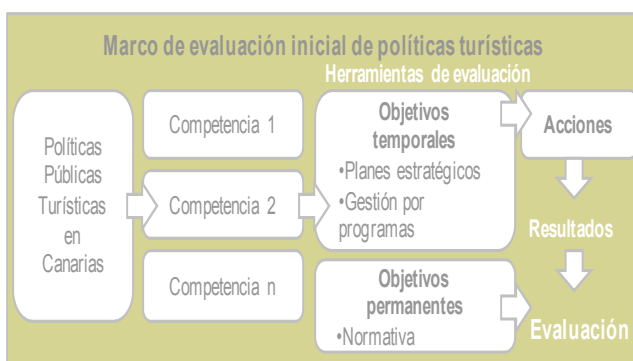 Marco de evaluación inicial de políticas turísticas
Herramientas de evaluación
Políticas
Públicas
Turísticas
en
Canarias
Competencia 1
Competencia 2
Competencia n
Objetivos
temporales
•Planes estratégicos
•Gestión por
programas
Objetivos
permanentes
•Normativa
Acciones
Resultados
Evaluación